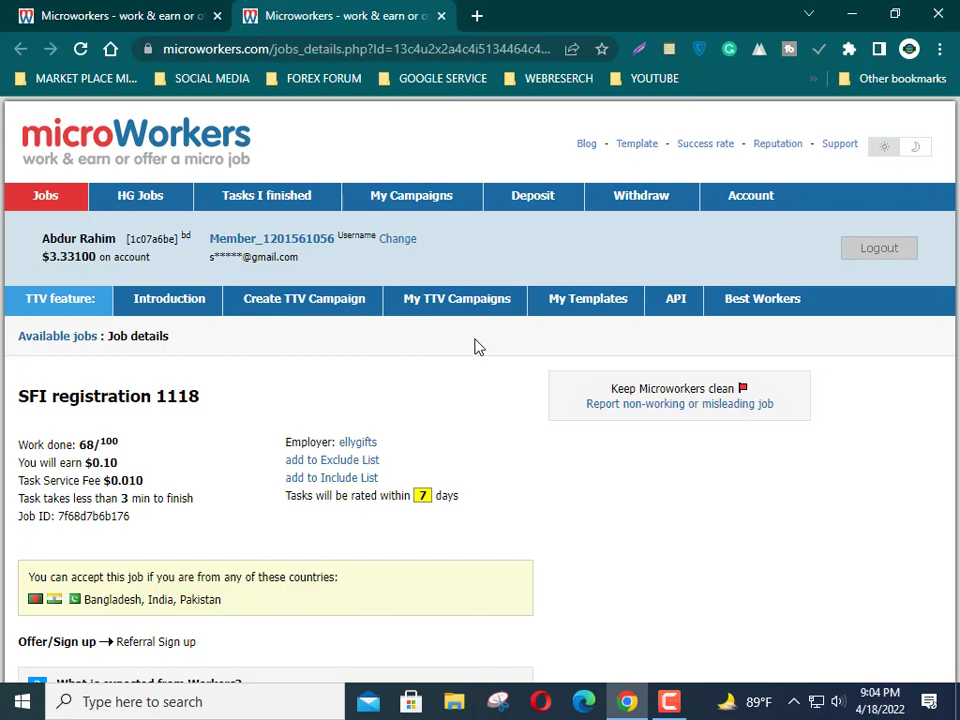 Microworkers - work & earn or o
Microworkers - work & earn or o
microworkers.com/jobs_details.php?Id=13c4u2x2a4c4i5134464c4...
MARKET PLACE MI... SOCIAL MEDIA FOREX FORUM GOOGLE SERVICE WEBRESERCH YOUTUBE » Other bookmarks
microWorkers
work & earn or offer a micro job
Blog - Template - Success rate - Reputation - Support
Jobs HG Jobs Tasks I finished My Campaigns Deposit Withdraw Account
Abdur Rahim [1c07a6be] bd Member_1201561056 Username Change
$3.33100 on account s*****@gmail.com
Logout
TTV feature: Introduction Create TTV Campaign My TTV Campaigns My Templates API Best Workers
Available jobs : Job details
SFI registration 1118
Keep Microworkers clean
Report non-working or misleading job
Work done: 68/100
You will earn $0.10
Task Service Fee $0.010
Task takes less than 3 min to finish
Job ID: 7f68d7b6b176
Employer: ellygifts
add to Exclude List
add to Include List
Tasks will be rated within 7 days
You can accept this job if you are from any of these countries:
Bangladesh, India, Pakistan
Offer/Sign up → Referral Sign up
What is expected from Workers?
Type here to search
89°F
9:04 PM
4/18/2022